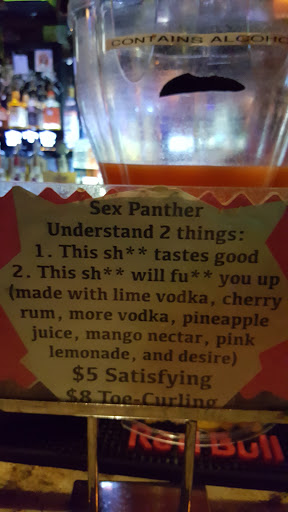 CONTAINS ALCOHO
Sex Panther
Understand 2 things:
1. This sh** tastes good
2. This sh** will fu** you up
(made with lime vodka, cherry
rum, more vodka, pineapple
juice, mango nectar, pink
lemonade, and desire)
$5 Satisfying
$8 Toe-Curling
Red Bull